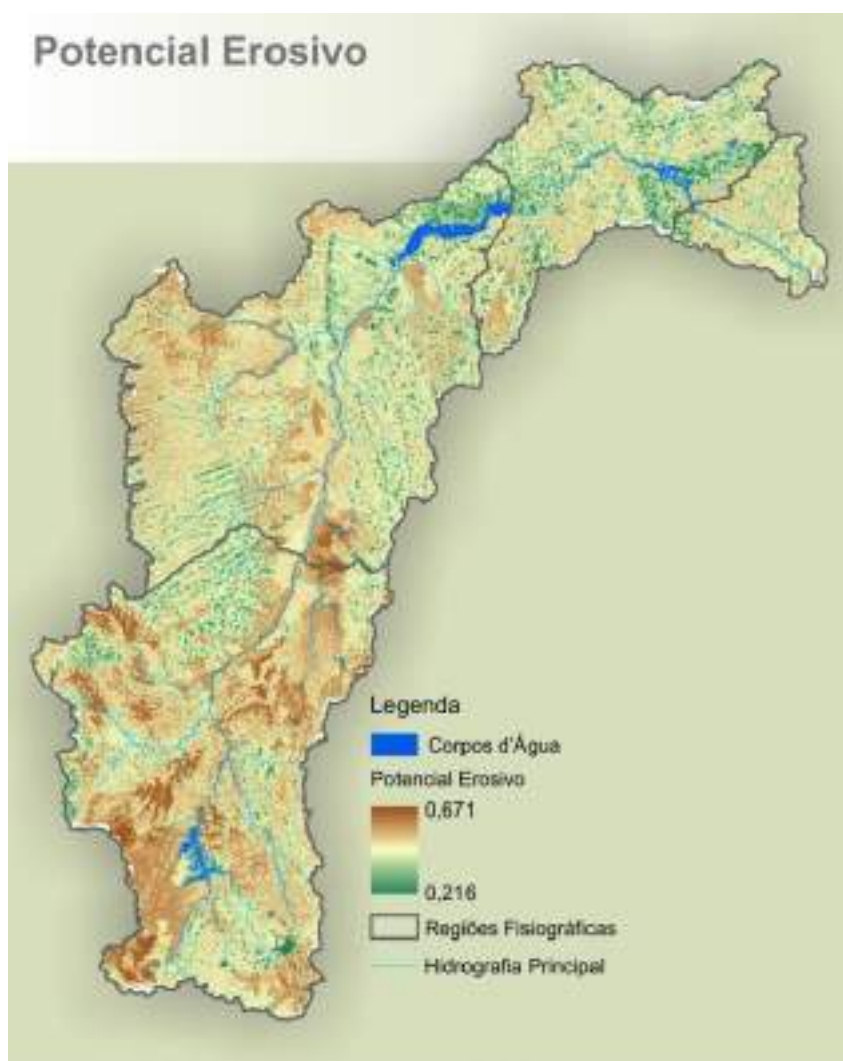 Potencial Erosivo
Legenda
Corpos d'Água
Potencial Erosivo
0,671
0,216
Regiões Fisiográficas
Hidrografia Principal